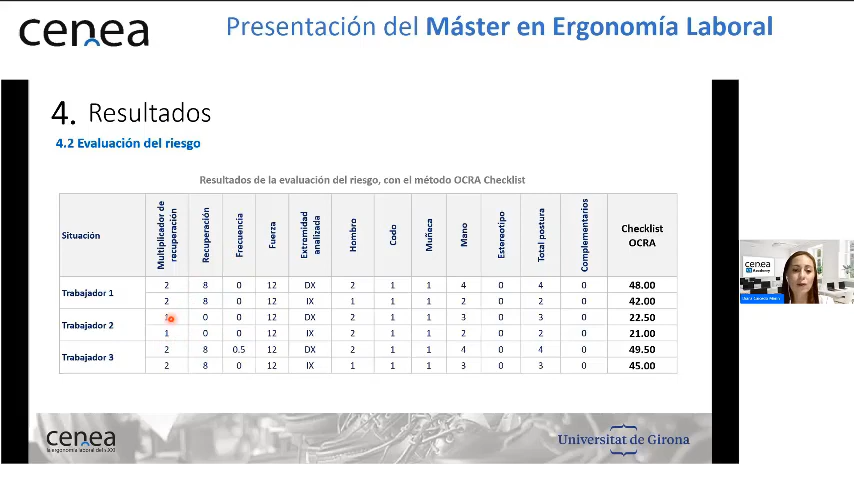 cenea
Presentación del Máster en Ergonomía Laboral
4. Resultados
4.2 Evaluación del riesgo
Resultados de la evaluación del riesgo, con el método OCRA Checklist
Situación Multiplicador de recuperación Recuperación Frecuencia Fuerza Extremidad analizada Hombro Codo Muñeca Mano Estereotipo Total postura Complementarios Checklist OCRA
Trabajador 1 2 8 0 12 DX 2 1 1 4 0 4 0 48.00
2 8 0 12 IX 1 1 1 2 0 2 0 42.00
Trabajador 2 1 0 0 12 DX 2 1 1 3 0 3 0 22.50
1 0 0 12 IX 2 1 1 2 0 2 0 21.00
Trabajador 3 2 8 0.5 12 DX 2 1 1 4 0 4 0 49.50
2 8 0 12 IX 1 1 1 3 0 3 0 45.00
cenea
Academy
cenea
Universitat de Girona